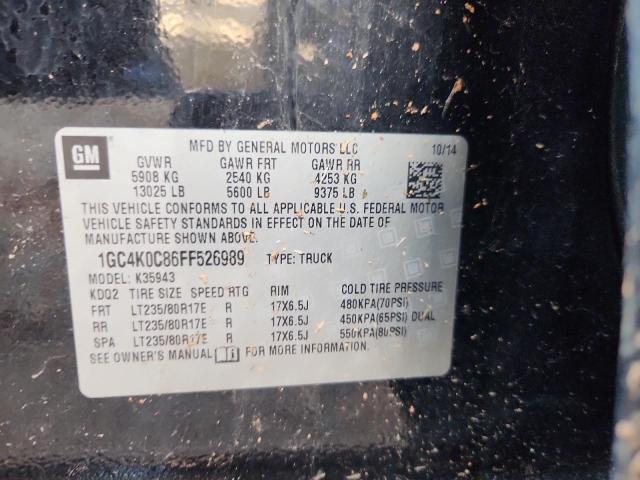 GM
MFD BY GENERAL MOTORS LLC 10/14
GVWR GAWR FRT GAWR RR
5908 KG 2540 KG 4253 KG
13025 LB 5600 LB 9375 LB
THIS VEHICLE CONFORMS TO ALL APPLICABLE U.S. FEDERAL MOTOR
VEHICLE SAFETY STANDARDS IN EFFECT ON THE DATE OF
MANUFACTURE SHOWN ABOVE.
1GC4K0C86FF526989 TYPE: TRUCK
MODEL: K35943
KDQ2 TIRE SIZE SPEED RTG RIM COLD TIRE PRESSURE
FRT LT235/80R17E R 17X6.5J 480KPA(70PSI)
RR LT235/80R17E R 17X6.5J 450KPA(65PSI) DUAL
SPA LT235/80R17E R 17X6.5J 550KPA(80PSI)
SEE OWNER'S MANUAL FOR MORE INFORMATION.